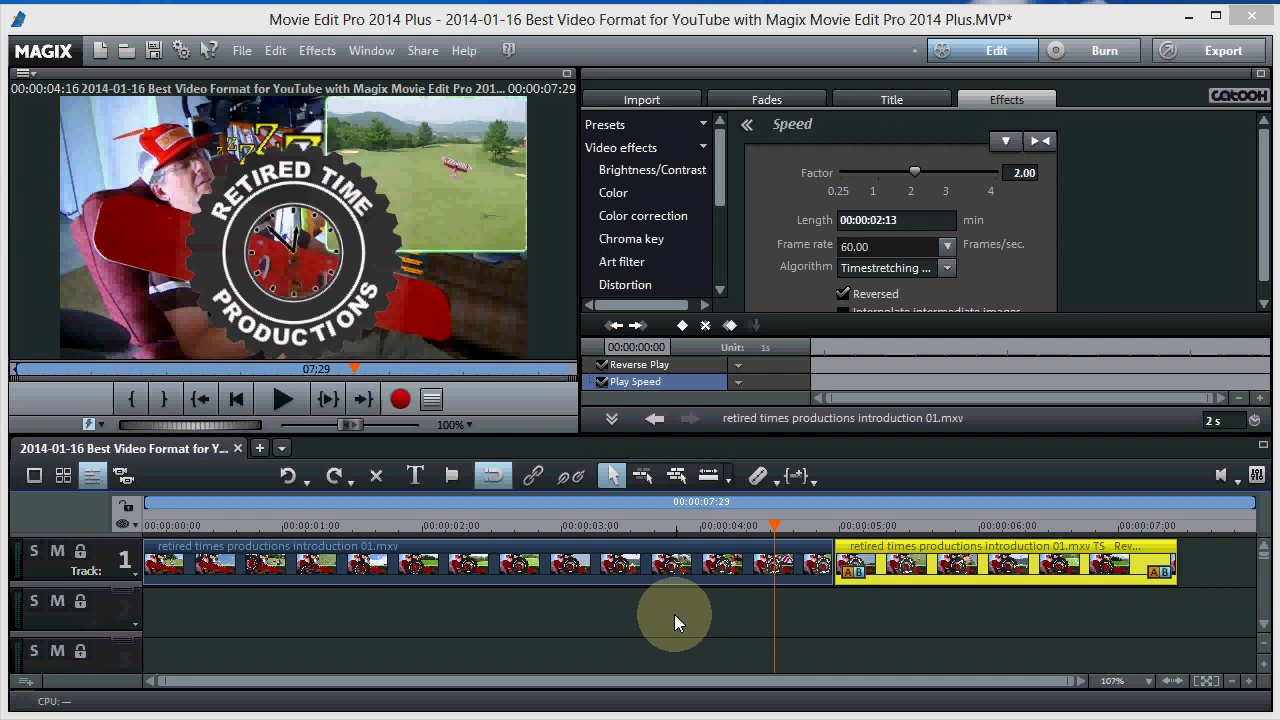 Movie Edit Pro 2014 Plus - 2014-01-16 Best Video Format for YouTube with Magix Movie Edit Pro 2014 Plus.MVP*
MAGIX File Edit Effects Window Share Help Edit Burn Export
00:00:04:16 2014-01-16 Best Video Format for YouTube with Magix Movie Edit Pro 201... 00:00:07:29
RETIRED TIME
PRODUCTIONS
07;29
100%
Import Fades Title Effects CATOOH
Presets
Video effects
Brightness/Contrast
Color
Color correction
Chroma key
Art filter
Distortion
Speed
Factor 2.00
0.25 1 2 3 4
Length 00:00:02:13 min
Frame rate 60.00 Frames/sec.
Algorithm Timestretching ...
Reversed
Interpolate intermediate images
00:00:00:00 Unit: 1s
Reverse Play
Play Speed
retired times productions introduction 01.mxv 2 s
2014-01-16 Best Video Format for Y...
00:00:07:29
00:00:00:00 00:00:01:00 00:00:02:00 00:00:03:00 00:00:04:00 00:00:05:00 00:00:06:00 00:00:07:00
S M 1
Track:
retired times productions introduction 01.mxv
retired times productions introduction 01.mxv TS Rev...
A B A B
S M
S M
107%
CPU: —